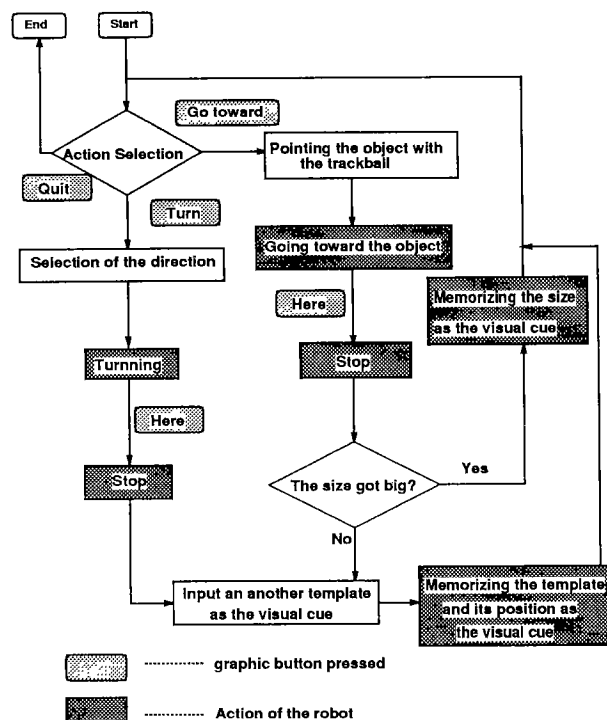 End
Start
Go toward
Action Selection
Pointing the object with
the trackball
Quit
Turn
Selection of the direction
Going toward the object
Here
Memorizing the size
as the visual cue
Turnning
Stop
Here
Stop
The size got big?
Yes
No
Input an another template
as the visual cue
Memorizing the template
and its position as
the visual cue
graphic button pressed
Action of the robot